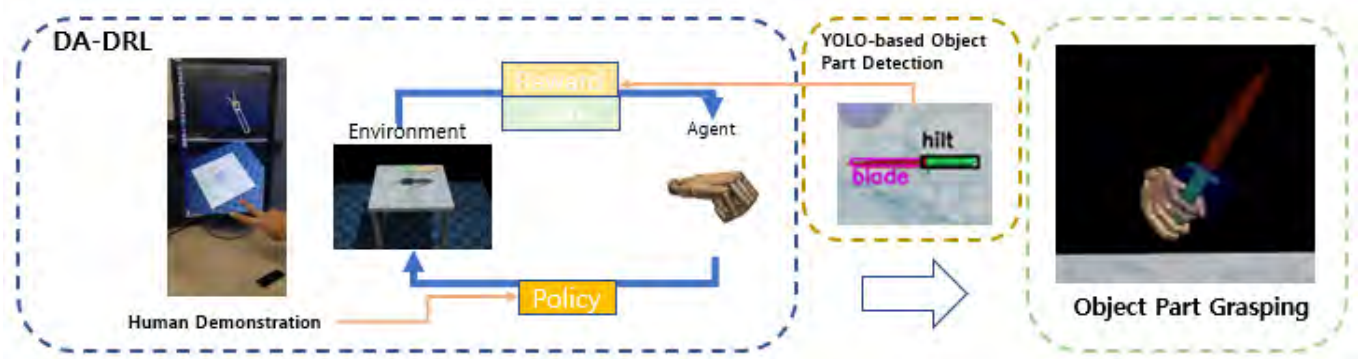 DA-DRL
YOLO-based Object
Part Detection
Reward
Environment
Agent
hilt
blade
Policy
Human Demonstration
Object Part Grasping